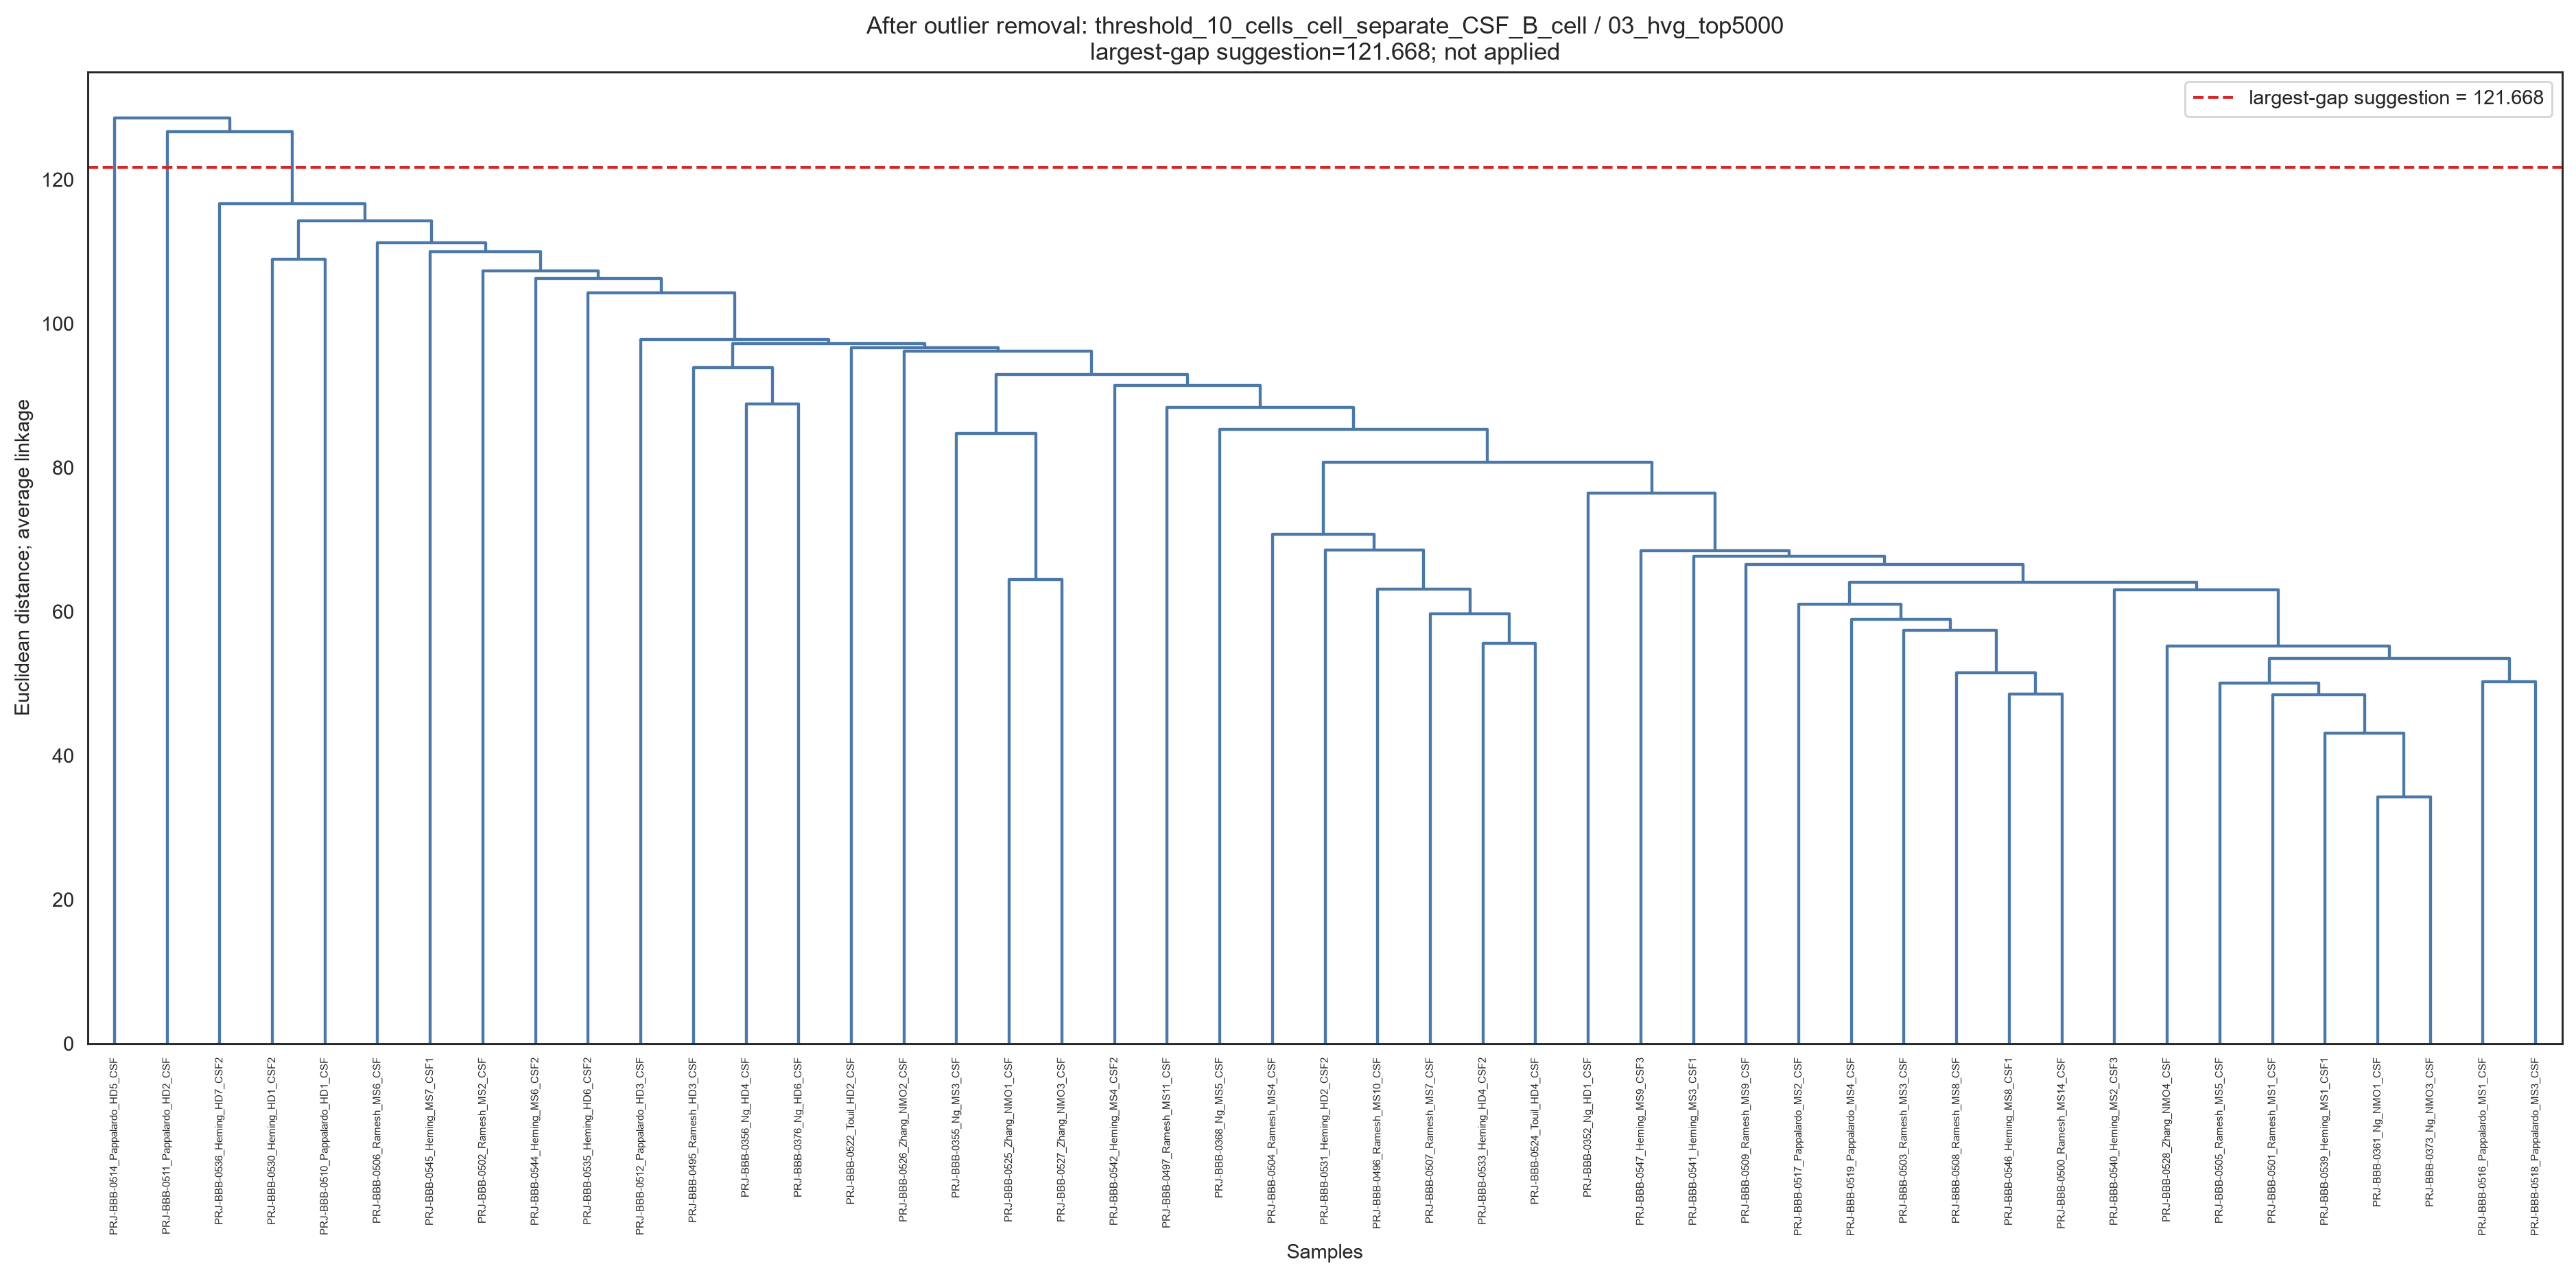 After outlier removal: threshold_10_cells_cell_separate_CSF_B_cell / 03_hvg_top5000
largest-gap suggestion=121.668; not applied
largest-gap suggestion = 121.668
Euclidean distance; average linkage
120
100
80
60
40
20
0
PRJ-BBB-0514_Pappalardo_HD5_CSF
PRJ-BBB-0511_Pappalardo_HD2_CSF
PRJ-BBB-0536_Heming_HD7_CSF2
PRJ-BBB-0530_Heming_HD1_CSF2
PRJ-BBB-0510_Pappalardo_HD1_CSF
PRJ-BBB-0506_Ramesh_MS6_CSF
PRJ-BBB-0545_Heming_MS7_CSF1
PRJ-BBB-0502_Ramesh_MS2_CSF
PRJ-BBB-0544_Heming_MS6_CSF2
PRJ-BBB-0535_Heming_HD6_CSF2
PRJ-BBB-0512_Pappalardo_HD3_CSF
PRJ-BBB-0495_Ramesh_HD3_CSF
PRJ-BBB-0356_Ng_HD4_CSF
PRJ-BBB-0376_Ng_HD6_CSF
PRJ-BBB-0522_Touil_HD2_CSF
PRJ-BBB-0526_Zhang_NMO2_CSF
PRJ-BBB-0355_Ng_MS3_CSF
PRJ-BBB-0525_Zhang_NMO1_CSF
PRJ-BBB-0527_Zhang_NMO3_CSF
PRJ-BBB-0542_Heming_MS4_CSF2
PRJ-BBB-0497_Ramesh_MS11_CSF
PRJ-BBB-0368_Ng_MS5_CSF
PRJ-BBB-0504_Ramesh_MS4_CSF
PRJ-BBB-0531_Heming_HD2_CSF2
PRJ-BBB-0496_Ramesh_MS10_CSF
PRJ-BBB-0507_Ramesh_MS7_CSF
PRJ-BBB-0533_Heming_HD4_CSF2
PRJ-BBB-0524_Touil_HD4_CSF
PRJ-BBB-0352_Ng_HD1_CSF
PRJ-BBB-0547_Heming_MS9_CSF3
PRJ-BBB-0541_Heming_MS3_CSF1
PRJ-BBB-0509_Ramesh_MS9_CSF
PRJ-BBB-0517_Pappalardo_MS2_CSF
PRJ-BBB-0519_Pappalardo_MS4_CSF
PRJ-BBB-0503_Ramesh_MS3_CSF
PRJ-BBB-0508_Ramesh_MS8_CSF
PRJ-BBB-0546_Heming_MS8_CSF1
PRJ-BBB-0500_Ramesh_MS14_CSF
PRJ-BBB-0540_Heming_MS2_CSF3
PRJ-BBB-0528_Zhang_NMO4_CSF
PRJ-BBB-0505_Ramesh_MS5_CSF
PRJ-BBB-0501_Ramesh_MS1_CSF
PRJ-BBB-0539_Heming_MS1_CSF1
PRJ-BBB-0361_Ng_NMO1_CSF
PRJ-BBB-0373_Ng_NMO3_CSF
PRJ-BBB-0516_Pappalardo_MS1_CSF
PRJ-BBB-0518_Pappalardo_MS3_CSF
Samples